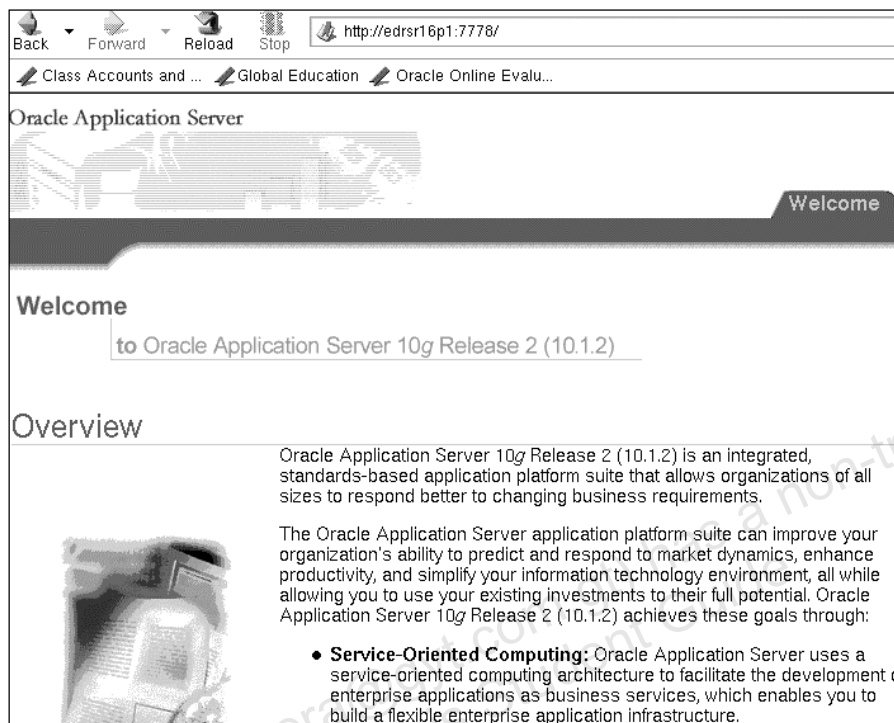 Back Forward Reload Stop http://edrsr16p1:7778/
Class Accounts and ... Global Education Oracle Online Evalu...
Oracle Application Server
Welcome
Welcome
to Oracle Application Server 10g Release 2 (10.1.2)
Overview
Oracle Application Server 10g Release 2 (10.1.2) is an integrated,
standards-based application platform suite that allows organizations of all
sizes to respond better to changing business requirements.
The Oracle Application Server application platform suite can improve your
organization's ability to predict and respond to market dynamics, enhance
productivity, and simplify your information technology environment, all while
allowing you to use your existing investments to their full potential. Oracle
Application Server 10g Release 2 (10.1.2) achieves these goals through:
• Service-Oriented Computing: Oracle Application Server uses a
service-oriented computing architecture to facilitate the development
enterprise applications as business services, which enables you to
build a flexible enterprise application infrastructure.
has a non-tr
Student Guide